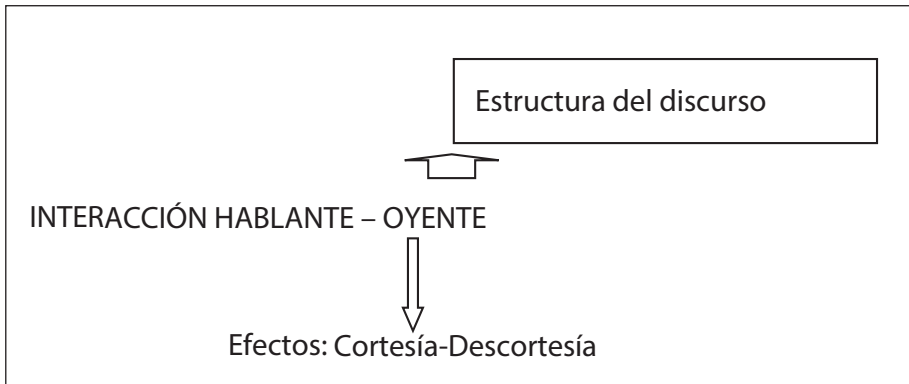 Estructura del discurso
INTERACCIÓN HABLANTE – OYENTE
Efectos: Cortesía-Descortesía